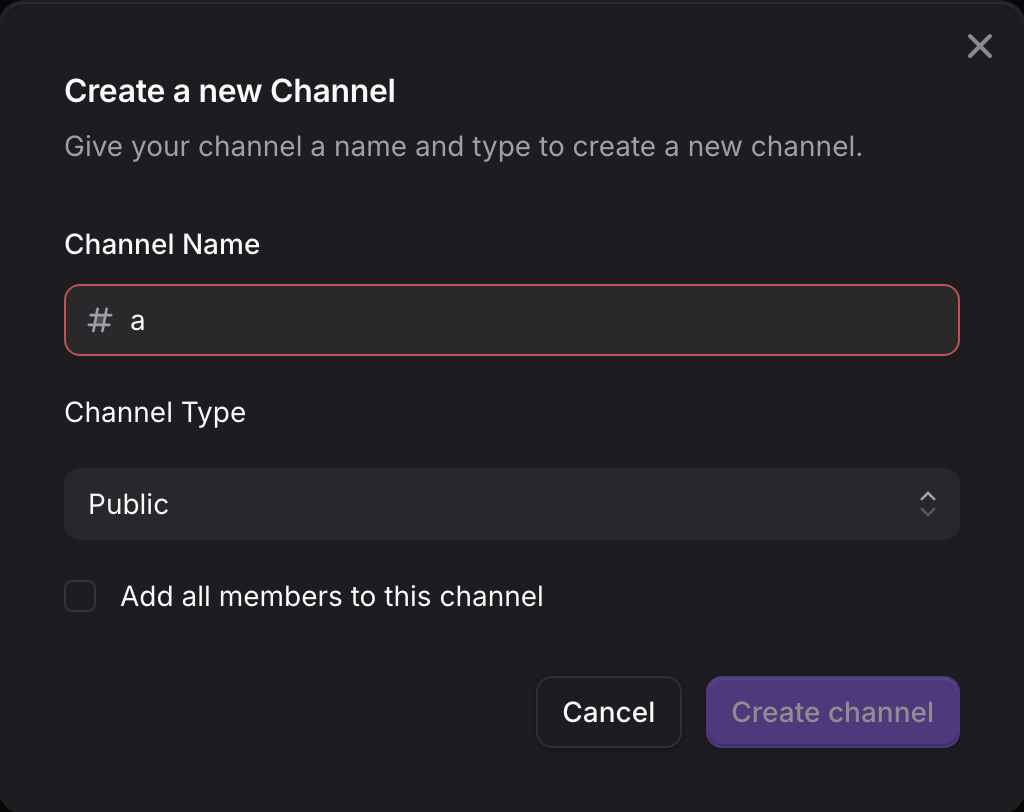 Create a new Channel
Give your channel a name and type to create a new channel.
Channel Name
# a
Channel Type
Public
Add all members to this channel
Cancel
Create channel